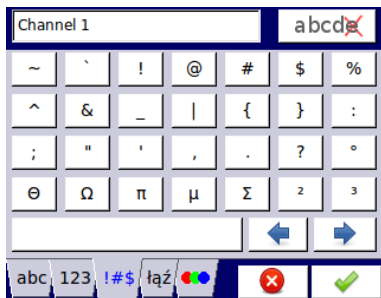 Channel 1 abcde
~ ` ! @ # $ %
^ & _ | { } :
; " ' , . ? °
Θ Ω π μ Σ ² ³
abc 123 !#$ łąź